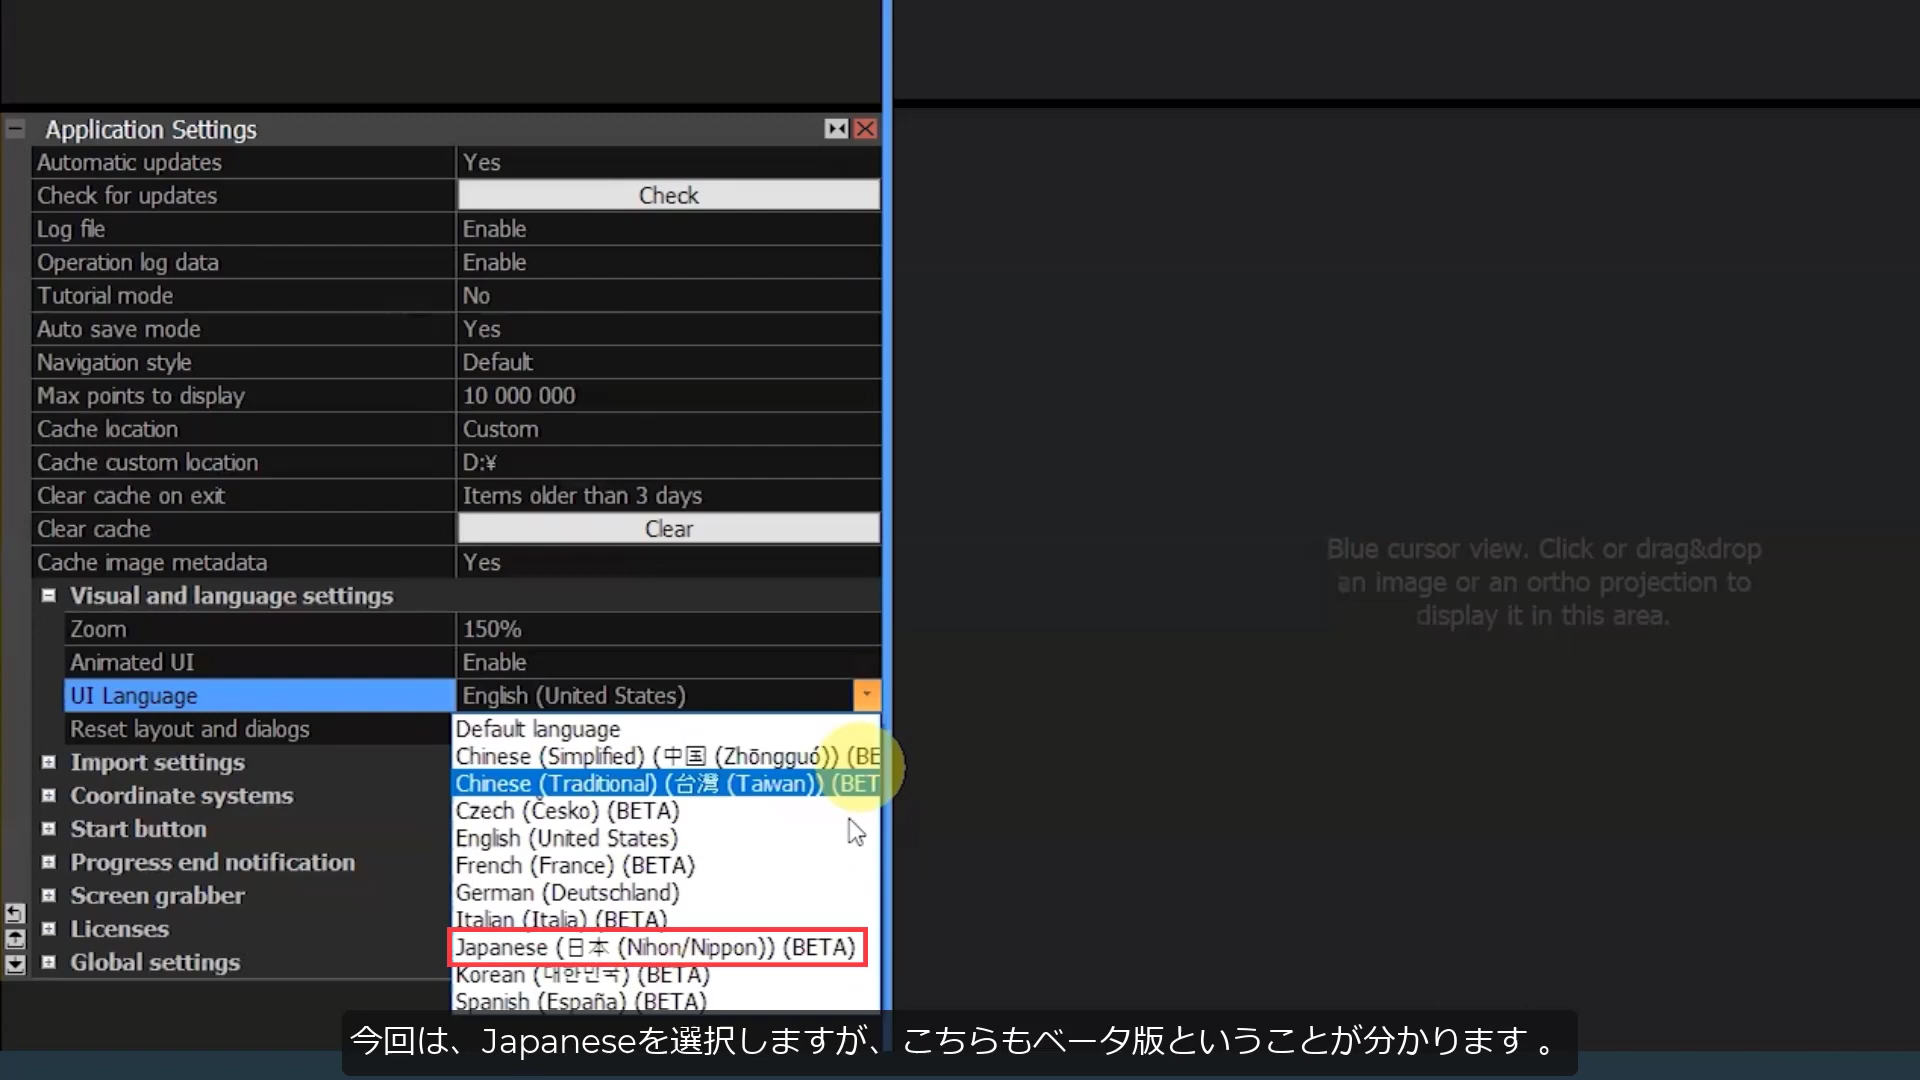 Application Settings
Automatic updates Yes
Check for updates Check
Log file Enable
Operation log data Enable
Tutorial mode No
Auto save mode Yes
Navigation style Default
Max points to display 10 000 000
Cache location Custom
Cache custom location D:¥
Clear cache on exit Items older than 3 days
Clear cache Clear
Cache image metadata Yes
Visual and language settings
Zoom 150%
Animated UI Enable
UI Language English (United States)
Reset layout and dialogs
Default language
Chinese (Simplified) (中国 (Zhōngguó)) (BE
Chinese (Traditional) (台灣 (Taiwan)) (BET
Czech (Česko) (BETA)
English (United States)
French (France) (BETA)
German (Deutschland)
Italian (Italia) (BETA)
Japanese (日本 (Nihon/Nippon)) (BETA)
Korean (대한민국) (BETA)
Spanish (España) (BETA)
Import settings
Coordinate systems
Start button
Progress end notification
Screen grabber
Licenses
Global settings
Blue cursor view. Click or drag&drop
an image or an ortho projection to
display it in this area.
今回は、Japaneseを選択しますが、こちらもベータ版ということが分かります 。